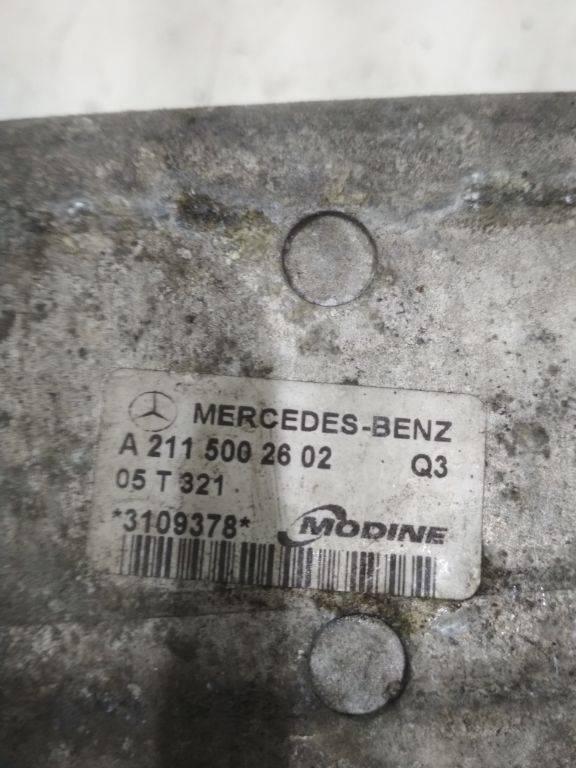 MERCEDES-BENZ
A 211 500 26 02 Q3
05 T 321
*3109378* MODINE